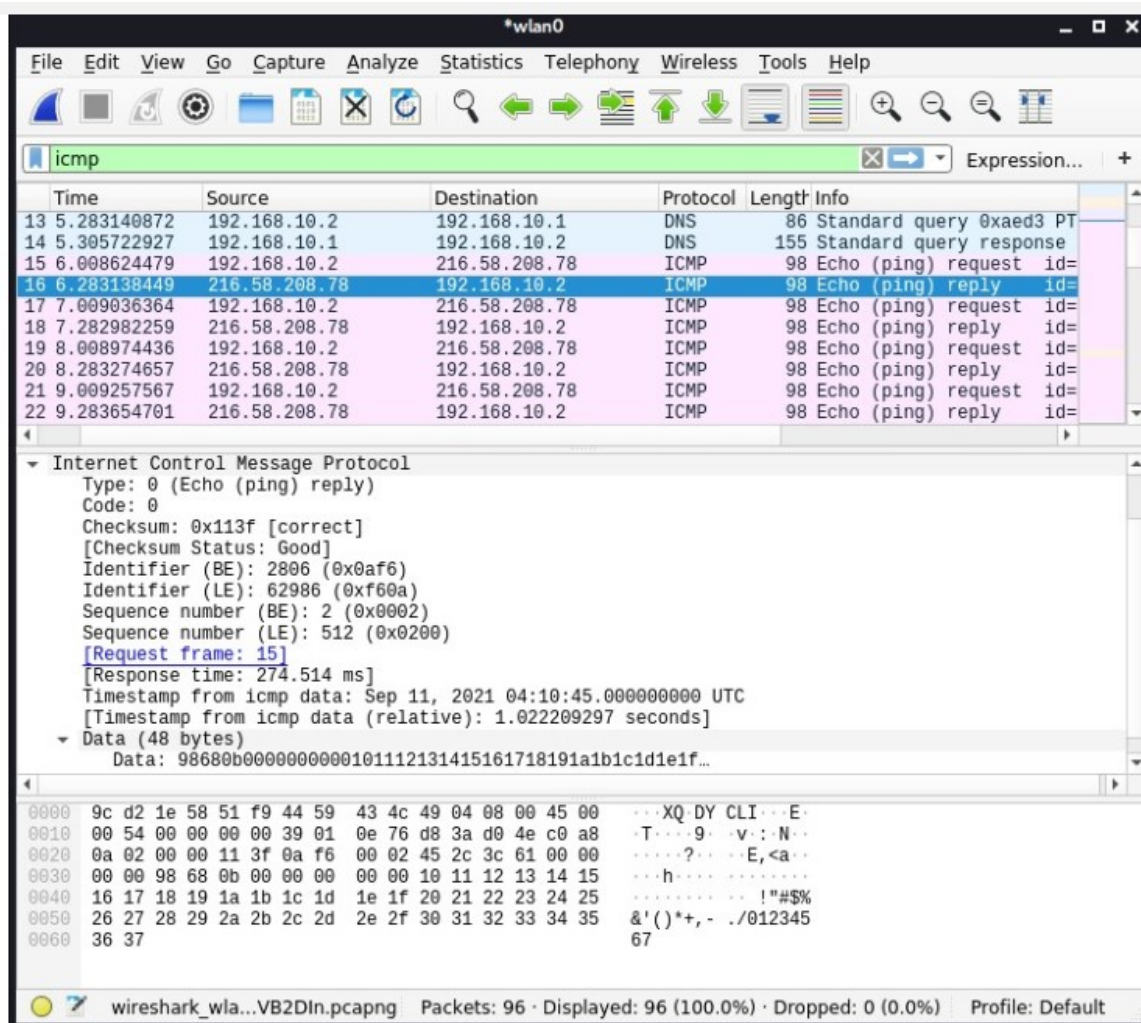 *wlan0
File Edit View Go Capture Analyze Statistics Telephony Wireless Tools Help
icmp Expression... +
Time Source Destination Protocol Length Info
13 5.283140872 192.168.10.2 192.168.10.1 DNS 86 Standard query 0xaed3 PT
14 5.305722927 192.168.10.1 192.168.10.2 DNS 155 Standard query response
15 6.008624479 192.168.10.2 216.58.208.78 ICMP 98 Echo (ping) request id=
16 6.283138449 216.58.208.78 192.168.10.2 ICMP 98 Echo (ping) reply id=
17 7.009036364 192.168.10.2 216.58.208.78 ICMP 98 Echo (ping) request id=
18 7.282982259 216.58.208.78 192.168.10.2 ICMP 98 Echo (ping) reply id=
19 8.008974436 192.168.10.2 216.58.208.78 ICMP 98 Echo (ping) request id=
20 8.283274657 216.58.208.78 192.168.10.2 ICMP 98 Echo (ping) reply id=
21 9.009257567 192.168.10.2 216.58.208.78 ICMP 98 Echo (ping) request id=
22 9.283654701 216.58.208.78 192.168.10.2 ICMP 98 Echo (ping) reply id=
Internet Control Message Protocol
Type: 0 (Echo (ping) reply)
Code: 0
Checksum: 0x113f [correct]
[Checksum Status: Good]
Identifier (BE): 2806 (0x0af6)
Identifier (LE): 62986 (0xf60a)
Sequence number (BE): 2 (0x0002)
Sequence number (LE): 512 (0x0200)
[Request frame: 15]
[Response time: 274.514 ms]
Timestamp from icmp data: Sep 11, 2021 04:10:45.000000000 UTC
[Timestamp from icmp data (relative): 1.022209297 seconds]
Data (48 bytes)
Data: 98680b0000000000101112131415161718191a1b1c1d1e1f…
0000 9c d2 1e 58 51 f9 44 59 43 4c 49 04 08 00 45 00 ···XQ·DY CLI···E·
0010 00 54 00 00 00 00 39 01 0e 76 d8 3a d0 4e c0 a8 ·T····9· ·v·:·N··
0020 0a 02 00 00 11 3f 0a f6 00 02 45 2c 3c 61 00 00 ·····?·· ··E,<a··
0030 00 00 98 68 0b 00 00 00 00 00 10 11 12 13 14 15 ···h···· ········
0040 16 17 18 19 1a 1b 1c 1d 1e 1f 20 21 22 23 24 25 ········ ·· !"#$%
0050 26 27 28 29 2a 2b 2c 2d 2e 2f 30 31 32 33 34 35 &'()*+,- ./012345
0060 36 37 67
wireshark_wla...VB2DIn.pcapng Packets: 96 · Displayed: 96 (100.0%) · Dropped: 0 (0.0%) Profile: Default